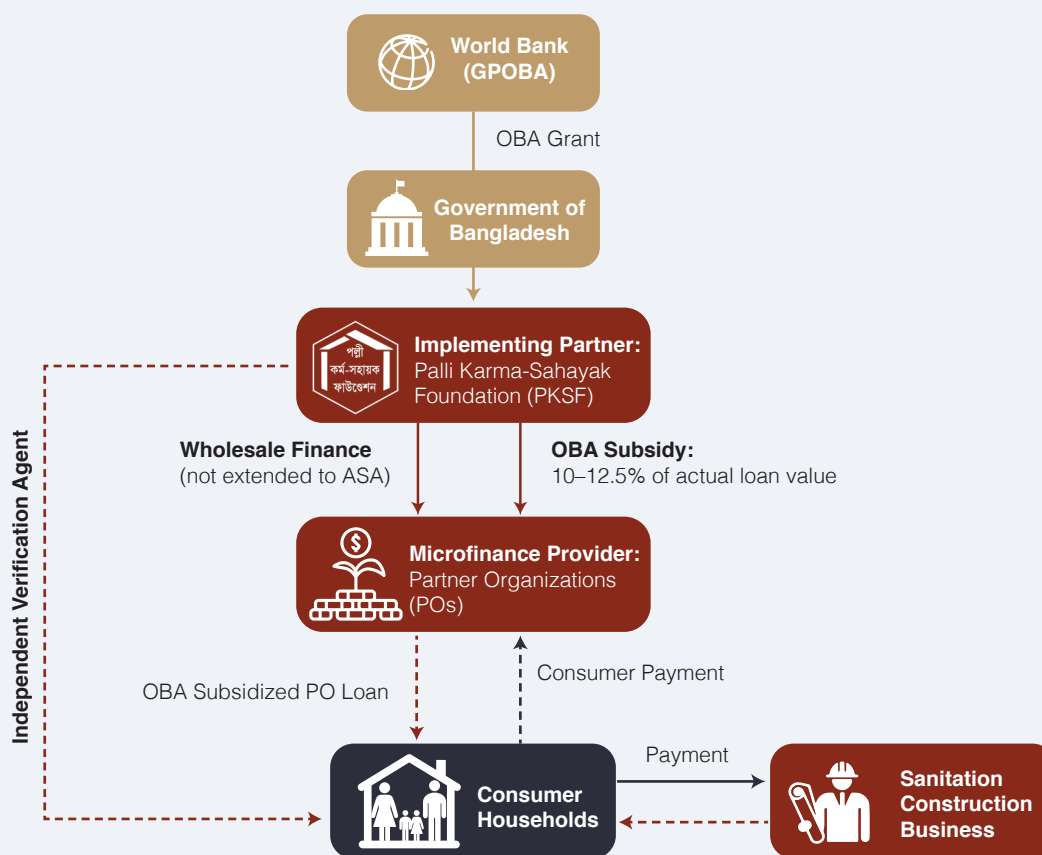 World Bank
(GPOBA)
OBA Grant
Government of
Bangladesh
পল্লী
কর্ম-সহায়ক
ফাউণ্ডেশন
Implementing Partner:
Palli Karma-Sahayak
Foundation (PKSF)
Wholesale Finance
(not extended to ASA)
OBA Subsidy:
10–12.5% of actual loan value
Independent Verification Agent
$
Microfinance Provider:
Partner Organizations
(POs)
OBA Subsidized PO Loan
Consumer Payment
Consumer
Households
Payment
Sanitation
Construction
Business